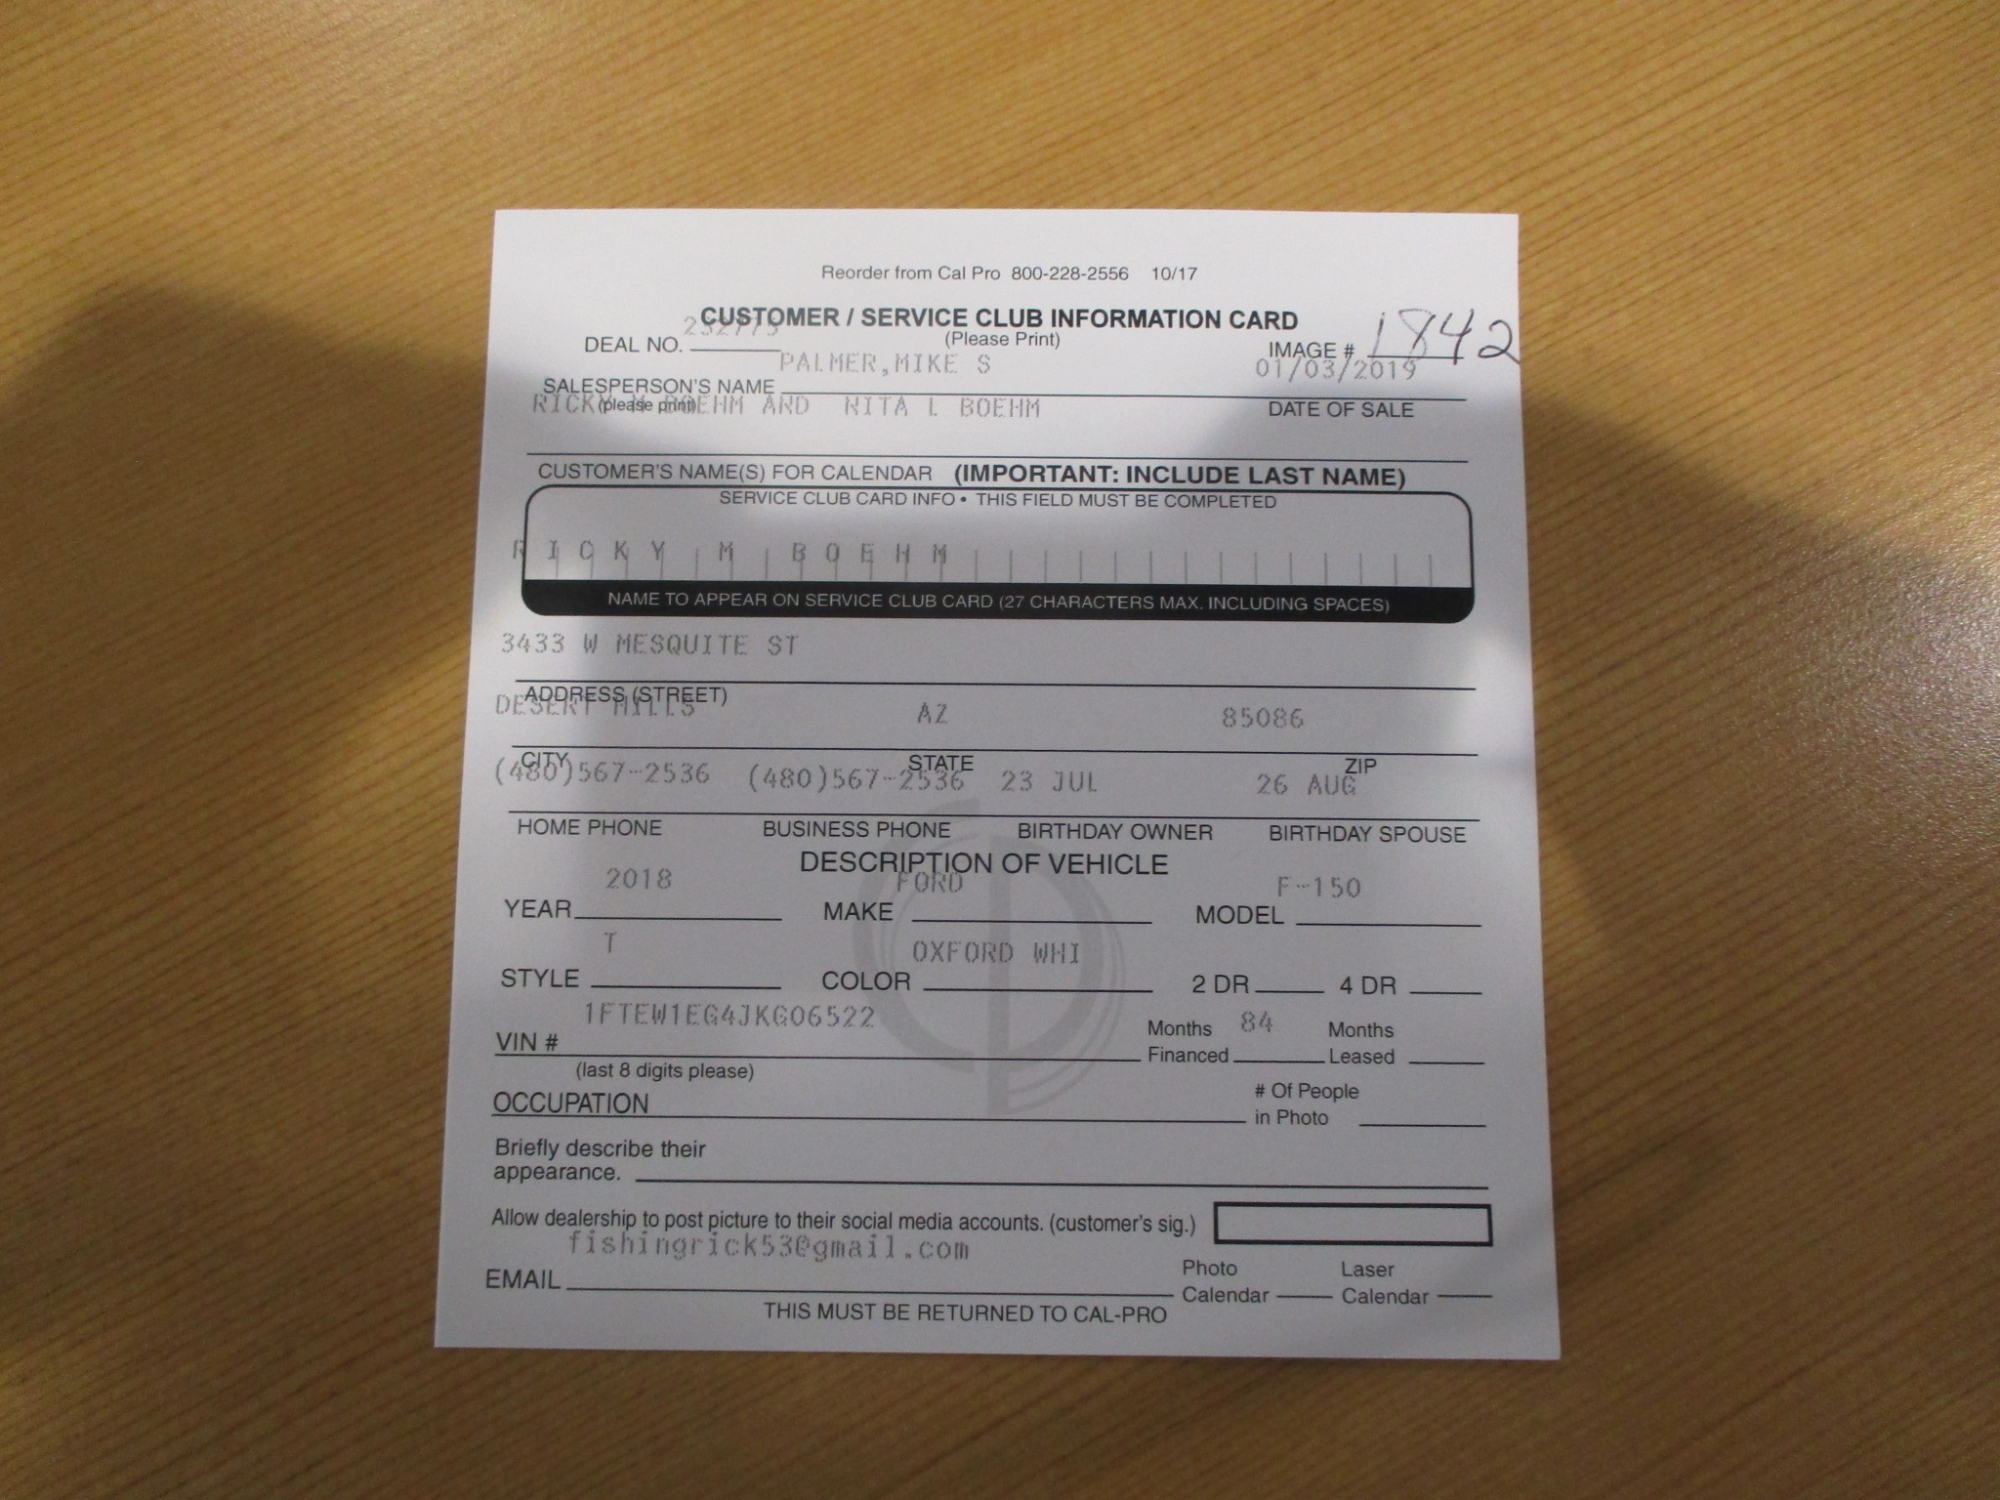 Reorder from Cal Pro 800-228-2556 10/17
CUSTOMER / SERVICE CLUB INFORMATION CARD
(Please Print)
DEAL NO. 232775
IMAGE # 1842
PALMER,MIKE S
01/03/2019
SALESPERSON'S NAME
(please print)
DATE OF SALE
RICKY M BOEHM AND NITA L BOEHM
CUSTOMER'S NAME(S) FOR CALENDAR (IMPORTANT: INCLUDE LAST NAME)
SERVICE CLUB CARD INFO • THIS FIELD MUST BE COMPLETED
RICKY M BOEHM
NAME TO APPEAR ON SERVICE CLUB CARD (27 CHARACTERS MAX. INCLUDING SPACES)
3433 W MESQUITE ST
ADDRESS (STREET)
DESERT HILLS AZ 85086
CITY STATE ZIP
(480)567-2536 (480)567-2536 23 JUL 26 AUG
HOME PHONE BUSINESS PHONE BIRTHDAY OWNER BIRTHDAY SPOUSE
DESCRIPTION OF VEHICLE
2018 FORD F-150
YEAR MAKE MODEL
T OXFORD WHI
STYLE COLOR 2 DR 4 DR
1FTEW1EG4JKG06522
VIN # Months Financed 84 Months Leased
(last 8 digits please)
OCCUPATION # Of People in Photo
Briefly describe their
appearance.
Allow dealership to post picture to their social media accounts. (customer's sig.)
fishingrick53@gmail.com
EMAIL Photo Calendar Laser Calendar
THIS MUST BE RETURNED TO CAL-PRO